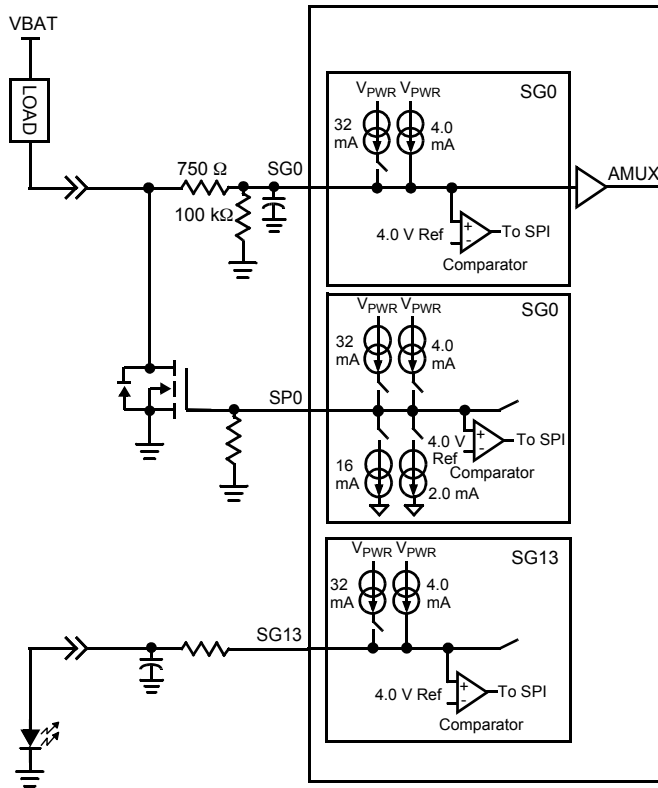 VBAT
LOAD
750 Ω
100 kΩ
SG0
VPWR VPWR
SG0
32 mA
4.0 mA
AMUX
4.0 V Ref
+
-
To SPI
Comparator
VPWR VPWR
SG0
32 mA
4.0 mA
SP0
4.0 V Ref
+
-
To SPI
Comparator
16 mA
2.0 mA
VPWR VPWR
SG13
32 mA
4.0 mA
SG13
4.0 V Ref
+
-
To SPI
Comparator